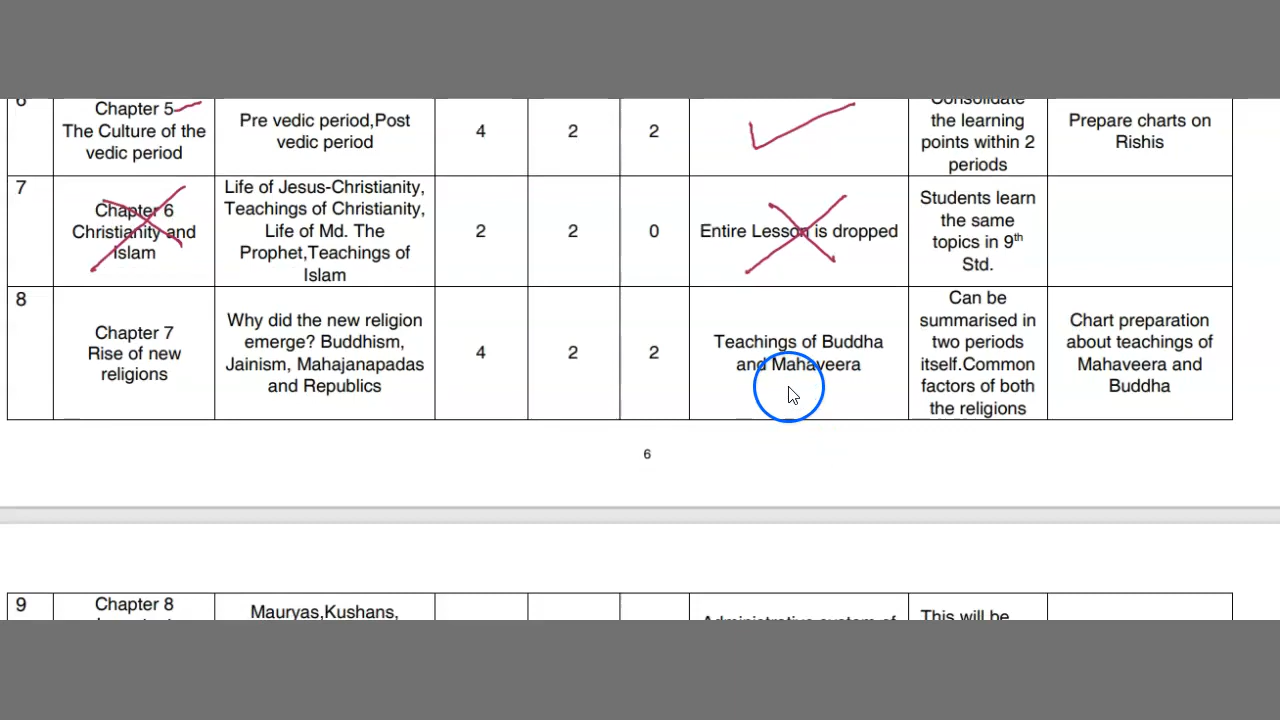 6
Chapter 5
The Culture of the
vedic period
Pre vedic period,Post
vedic period
4
2
2
Consolidate
the learning
points within 2
periods
Prepare charts on
Rishis
7
Chapter 6
Christianity and
Islam
Life of Jesus-Christianity,
Teachings of Christianity,
Life of Md. The
Prophet,Teachings of
Islam
2
2
0
Entire Lesson is dropped
Students learn
the same
topics in 9th
Std.
8
Chapter 7
Rise of new
religions
Why did the new religion
emerge? Buddhism,
Jainism, Mahajanapadas
and Republics
4
2
2
Teachings of Buddha
and Mahaveera
Can be
summarised in
two periods
itself.Common
factors of both
the religions
Chart preparation
about teachings of
Mahaveera and
Buddha
6
9
Chapter 8
Mauryas,Kushans,
Administrative system of
This will be